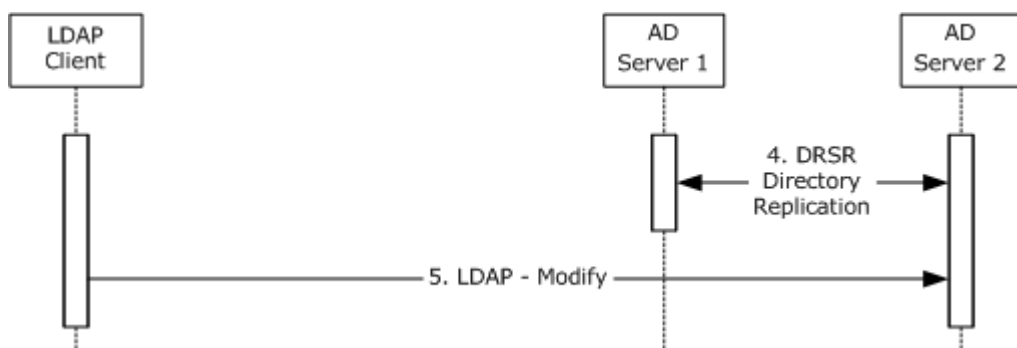 LDAP
Client
AD
Server 1
AD
Server 2
4. DRSR
Directory
Replication
5. LDAP - Modify